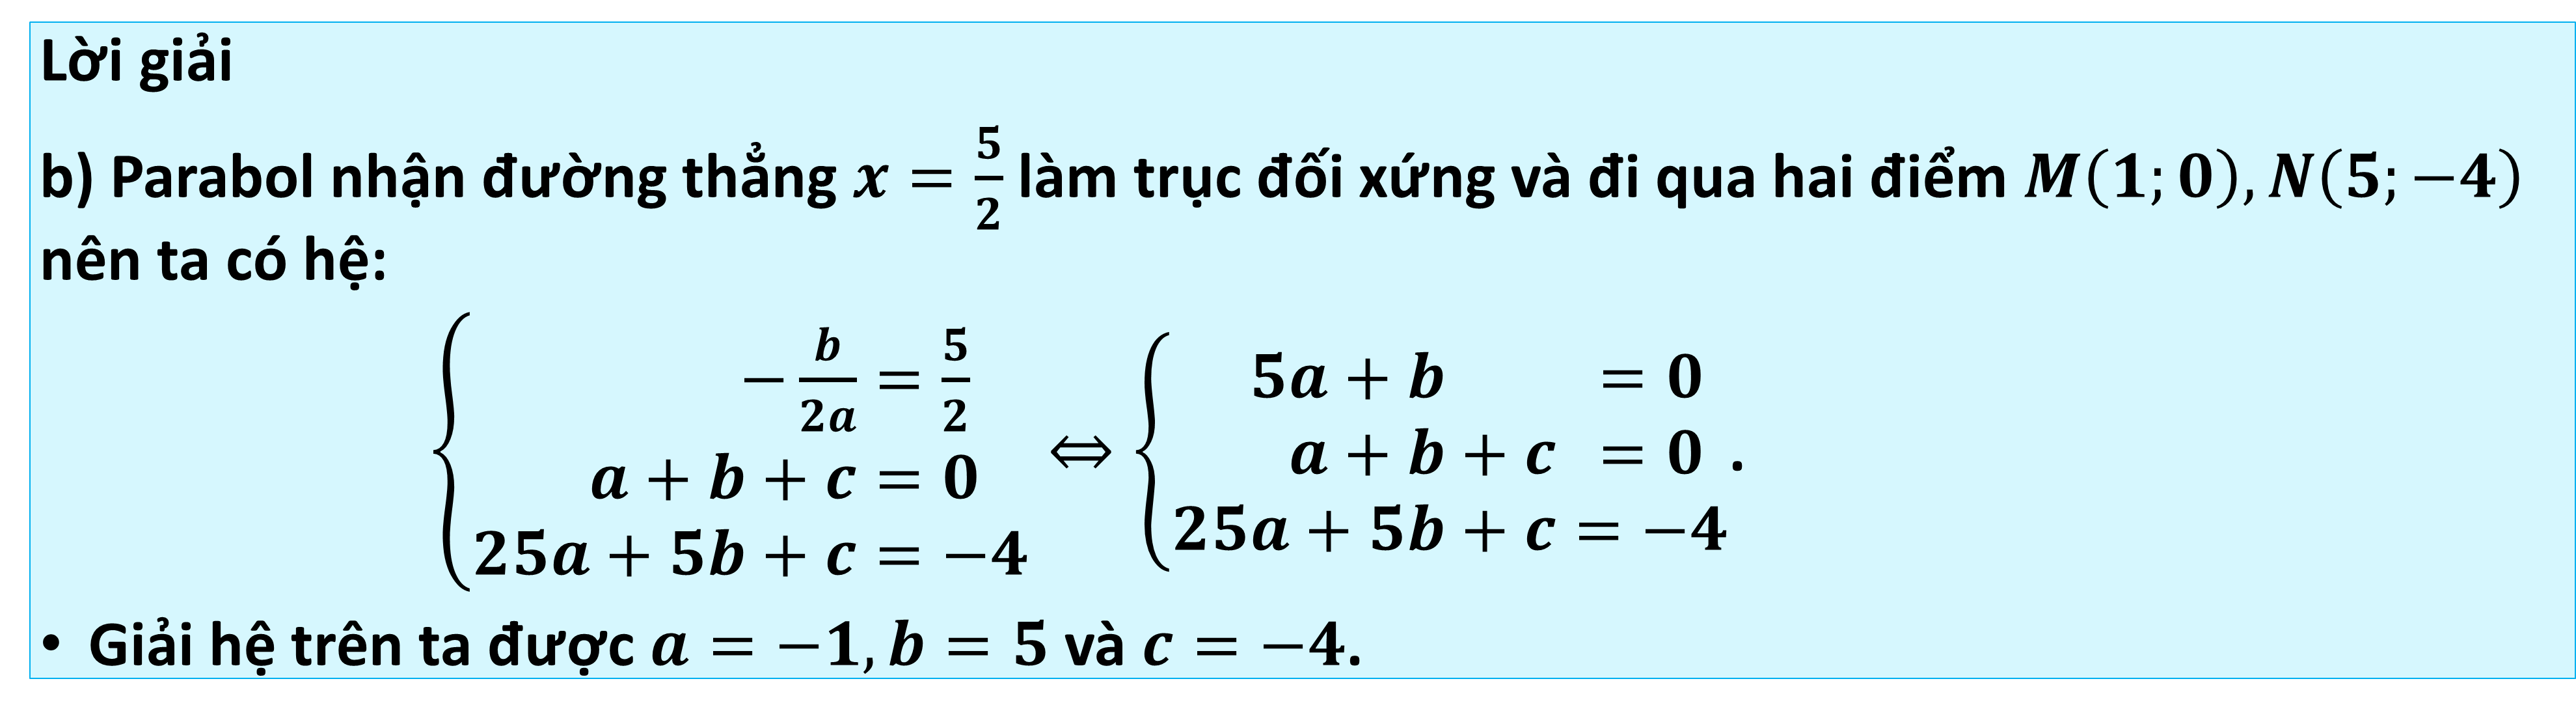 Lời giải
b) Parabol nhận đường thẳng x = 5/2 làm trục đối xứng và đi qua hai điểm M(1; 0), N(5; −4)
nên ta có hệ:
{ −b/2a = 5/2 ⇔ { 5a + b = 0
a + b + c = 0 a + b + c = 0 .
25a + 5b + c = −4 25a + 5b + c = −4
• Giải hệ trên ta được a = −1, b = 5 và c = −4.